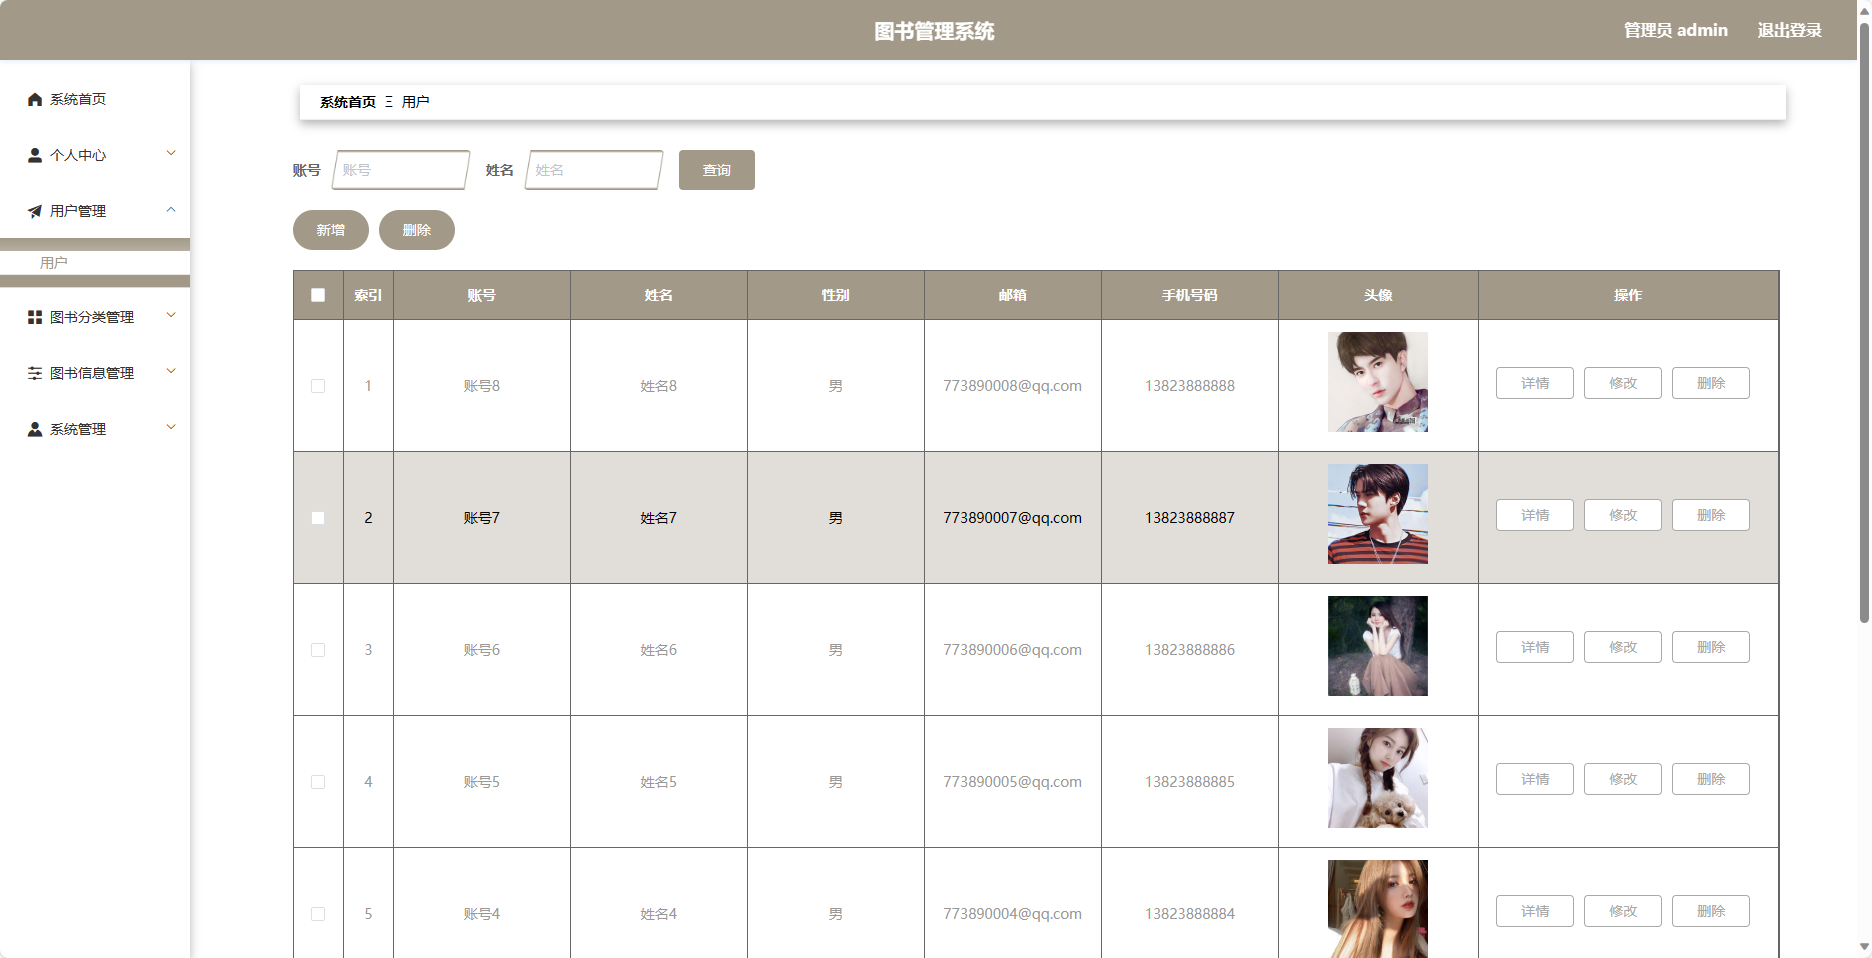 图书管理系统
管理员 admin
退出登录
系统首页
个人中心
用户管理
用户
图书分类管理
图书信息管理
系统管理
系统首页 Ξ 用户
账号 账号 姓名 姓名 查询
新增 删除
索引 账号 姓名 性别 邮箱 手机号码 头像 操作
1 账号8 姓名8 男 773890008@qq.com 13823888888 详情 修改 删除
2 账号7 姓名7 男 773890007@qq.com 13823888887 详情 修改 删除
3 账号6 姓名6 男 773890006@qq.com 13823888886 详情 修改 删除
4 账号5 姓名5 男 773890005@qq.com 13823888885 详情 修改 删除
5 账号4 姓名4 男 773890004@qq.com 13823888884 详情 修改 删除